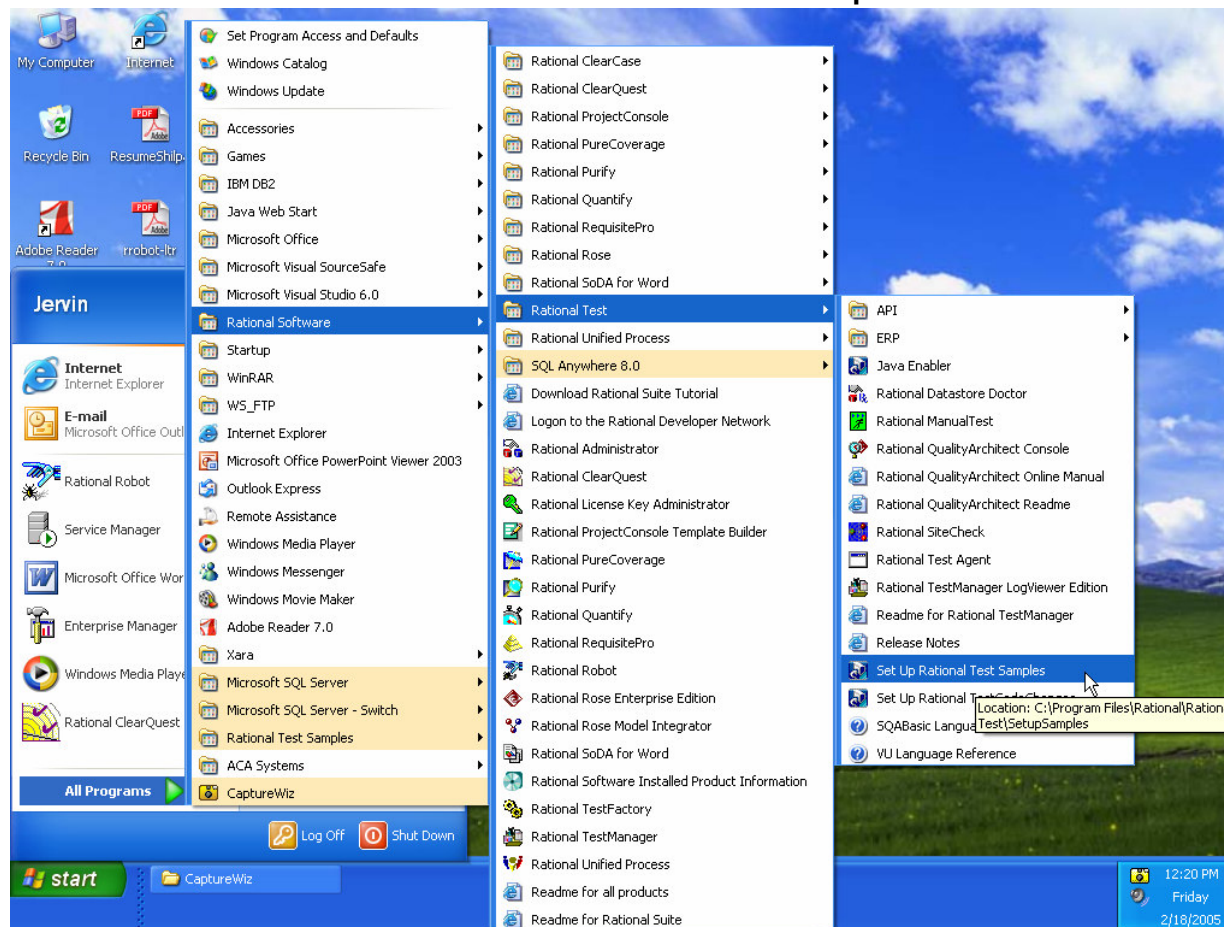 My Computer
Internet
Recycle Bin
ResumeShilp
Adobe Reader
7.0
rrobot-ltr
PDF
Adobe
PDF
Adobe
Jervin
Internet
Internet Explorer
E-mail
Microsoft Office Outl
Rational Robot
Service Manager
Microsoft Office Wor
Enterprise Manager
Windows Media Playe
Rational ClearQuest
All Programs
Log Off
Shut Down
Set Program Access and Defaults
Windows Catalog
Windows Update
Accessories
Games
IBM DB2
Java Web Start
Microsoft Office
Microsoft Visual SourceSafe
Microsoft Visual Studio 6.0
Rational Software
Startup
WinRAR
WS_FTP
Internet Explorer
Microsoft Office PowerPoint Viewer 2003
Outlook Express
Remote Assistance
Windows Media Player
Windows Messenger
Windows Movie Maker
Adobe Reader 7.0
Xara
Microsoft SQL Server
Microsoft SQL Server - Switch
Rational Test Samples
ACA Systems
CaptureWiz
Rational ClearCase
Rational ClearQuest
Rational ProjectConsole
Rational PureCoverage
Rational Purify
Rational Quantify
Rational RequisitePro
Rational Rose
Rational SoDA for Word
Rational Test
Rational Unified Process
SQL Anywhere 8.0
Download Rational Suite Tutorial
Logon to the Rational Developer Network
Rational Administrator
Rational ClearQuest
Rational License Key Administrator
Rational ProjectConsole Template Builder
Rational PureCoverage
Rational Purify
Rational Quantify
Rational RequisitePro
Rational Robot
Rational Rose Enterprise Edition
Rational Rose Model Integrator
Rational SoDA for Word
Rational Software Installed Product Information
Rational TestFactory
Rational TestManager
Rational Unified Process
Readme for all products
Readme for Rational Suite
API
ERP
Java Enabler
Rational Datastore Doctor
Rational ManualTest
Rational QualityArchitect Console
Rational QualityArchitect Online Manual
Rational QualityArchitect Readme
Rational SiteCheck
Rational Test Agent
Rational TestManager LogViewer Edition
Readme for Rational TestManager
Release Notes
Set Up Rational Test Samples
Set Up Rational TestCodeChanges
SQABasic Langua
VU Language Reference
Location: C:\Program Files\Rational\Ration
Test\SetupSamples
start
CaptureWiz
12:20 PM
Friday
2/18/2005